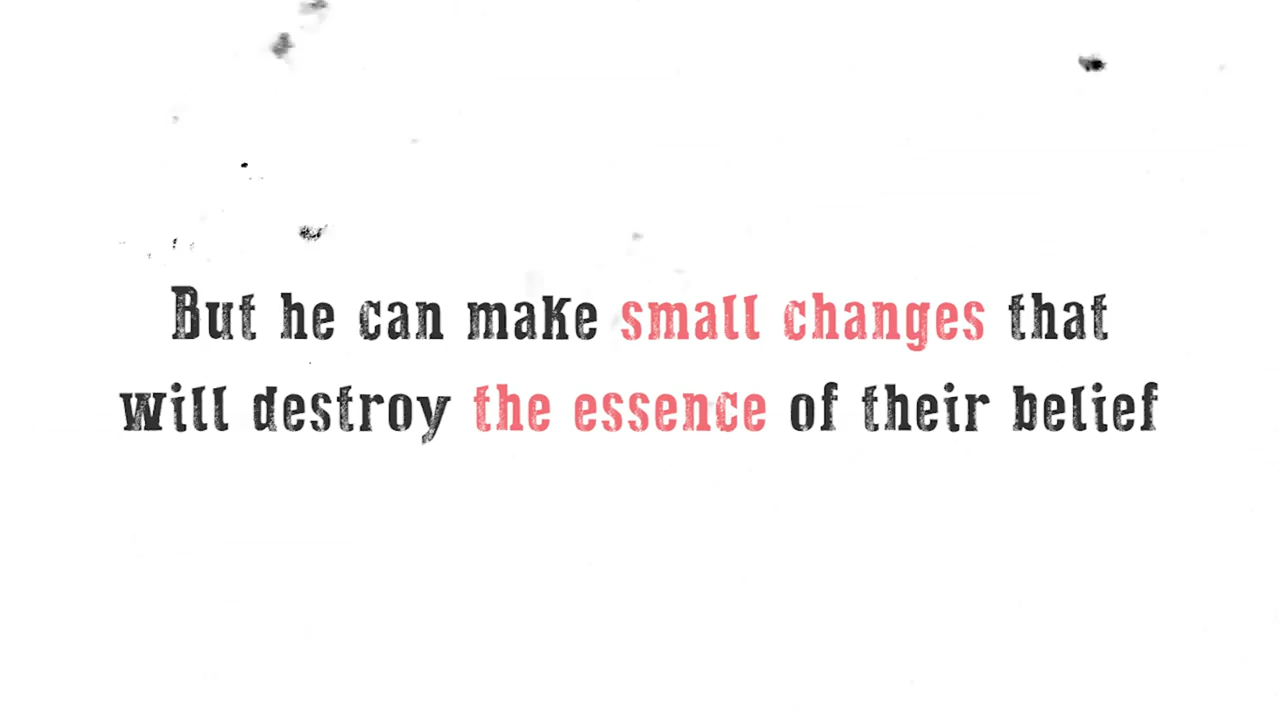 But he can make small changes that
will destroy the essence of their belief